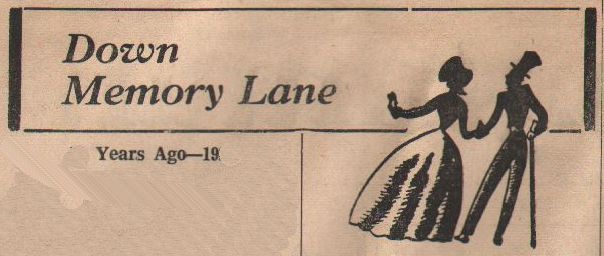 Down
Memory Lane
Years Ago—19